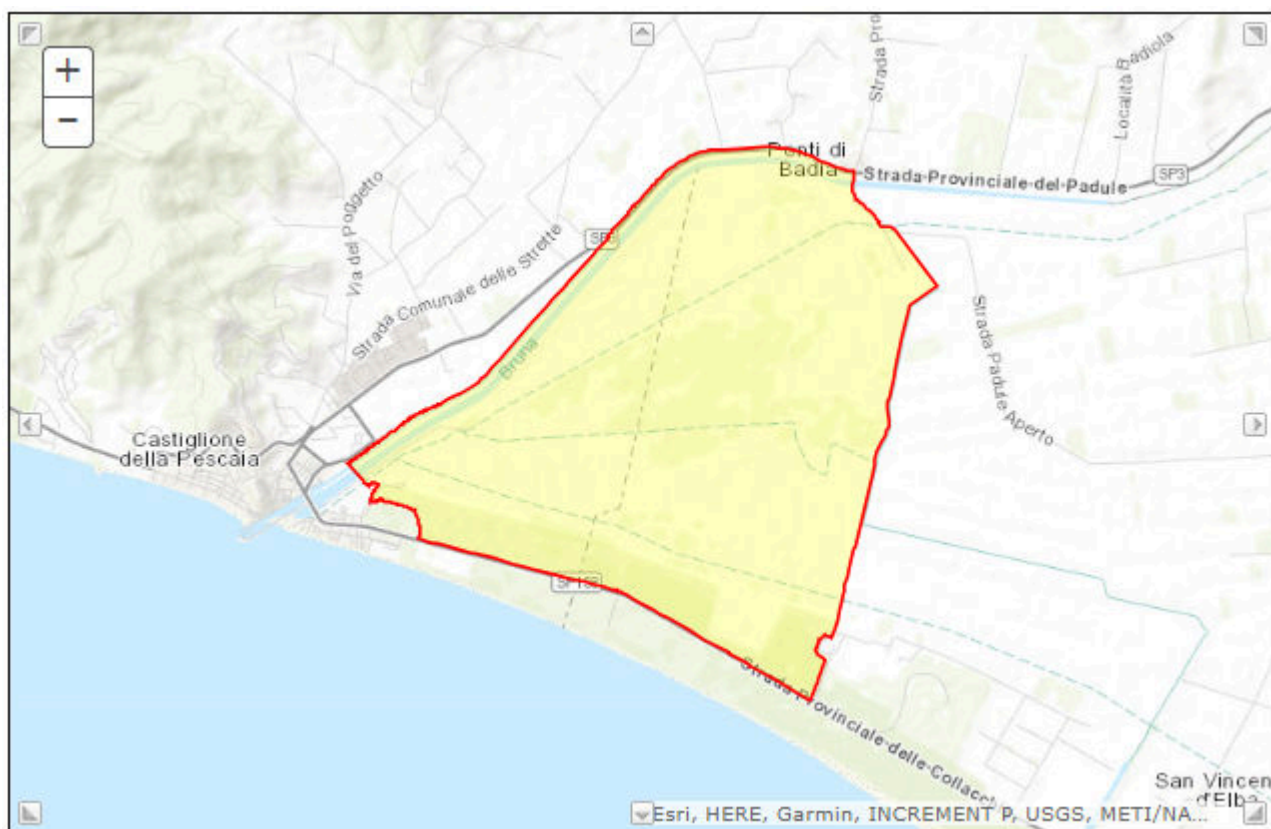 +
−
Strada Pro
Località Badiola
Ponti di
Badia
Strada-Provinciale-del-Padule
SP3
Via del Poggetto
Strada Comunale delle Strette
SP3
Bruna
Strada Padule Aperto
Castiglione
della Pescaia
SP158
Strada-Provinciale-delle-Collacchi
San Vincen
d'Elba
Esri, HERE, Garmin, INCREMENT P, USGS, METI/NA...